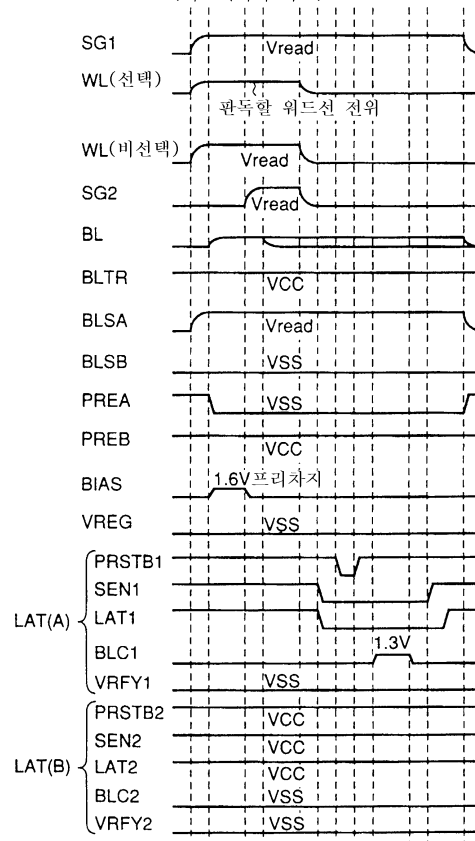 SG1 Vread
WL(선택)
판독할 워드선 전위
WL(비선택) Vread
SG2 Vread
BL
BLTR VCC
BLSA Vread
BLSB VSS
PREA VSS
PREB VCC
BIAS 1.6V프리차지
VREG VSS
LAT(A)
PRSTB1
SEN1
LAT1
BLC1 1.3V
VRFY1 VSS
LAT(B)
PRSTB2 VCC
SEN2 VCC
LAT2 VCC
BLC2 VSS
VRFY2 VSS